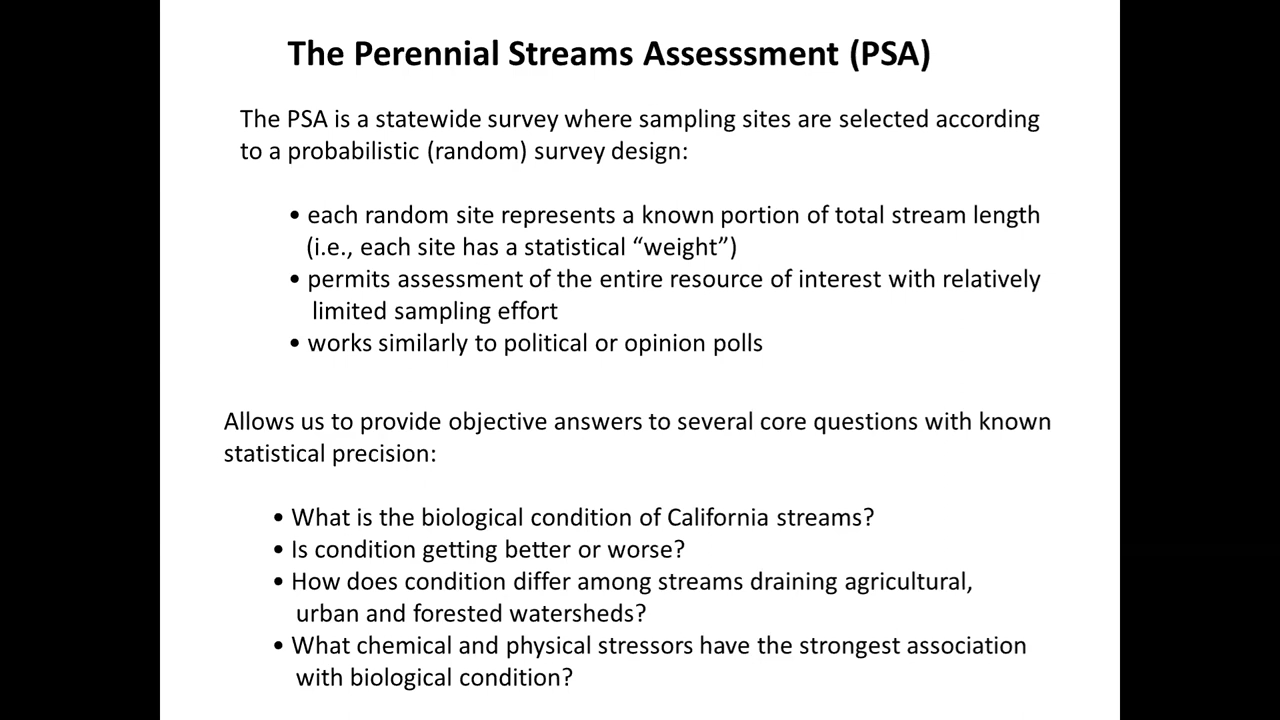 The Perennial Streams Assesssment (PSA)
The PSA is a statewide survey where sampling sites are selected according
to a probabilistic (random) survey design:
• each random site represents a known portion of total stream length
(i.e., each site has a statistical “weight”)
• permits assessment of the entire resource of interest with relatively
limited sampling effort
• works similarly to political or opinion polls
Allows us to provide objective answers to several core questions with known
statistical precision:
• What is the biological condition of California streams?
• Is condition getting better or worse?
• How does condition differ among streams draining agricultural,
urban and forested watersheds?
• What chemical and physical stressors have the strongest association
with biological condition?